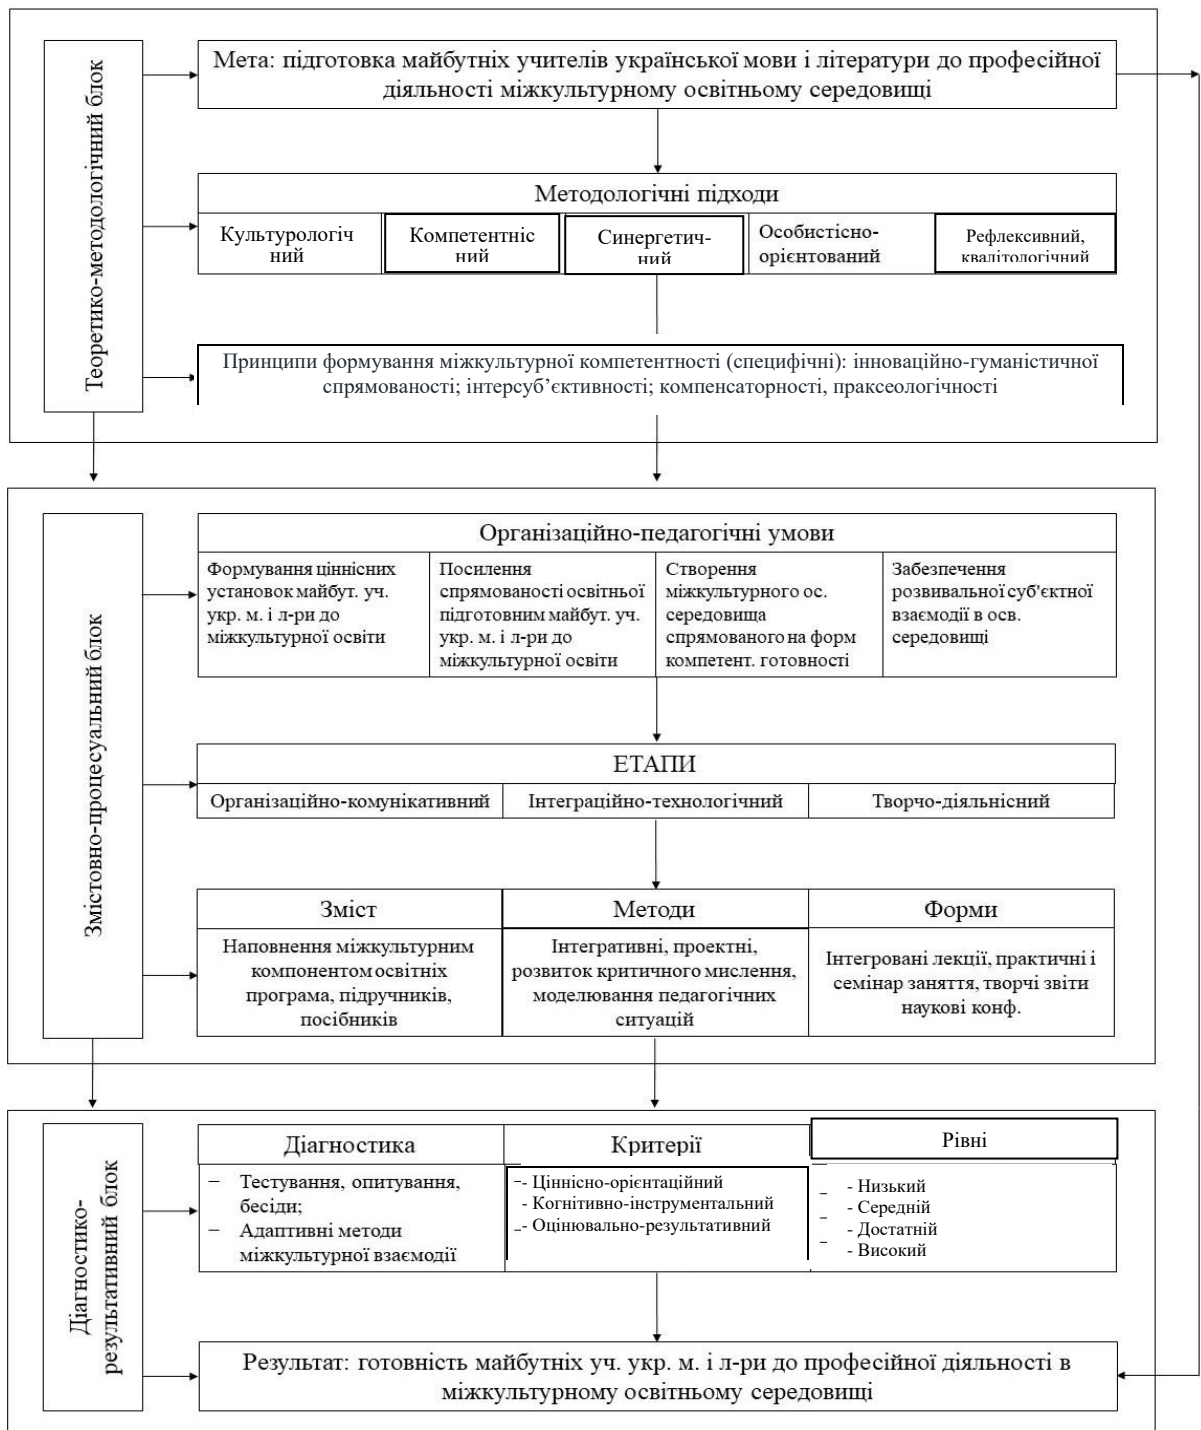 Теоретико-методологічний блок
Мета: підготовка майбутніх учителів української мови і літератури до професійної
діяльності міжкультурному освітньому середовищі
Методологічні підходи
Культурологіч
ний
Компетентніс
ний
Синергетич-
ний
Особистісно-
орієнтований
Рефлексивний,
квалітологічний
Принципи формування міжкультурної компетентності (специфічні): інноваційно-гуманістичної
спрямованості; інтерсуб’єктивності; компенсаторності, праксеологічності
Змістовно-процесуальний блок
Організаційно-педагогічні умови
Формування ціннісних
установок майбут. уч.
укр. м. і л-ри до
міжкультурної освіти
Посилення
спрямованості освітньої
підготовним майбут. уч.
укр. м. і л-ри до
міжкультурної освіти
Створення
міжкультурного ос.
середовища
спрямованого на форм
компетент. готовності
Забезпечення
розвивальної суб'єктної
взаємодії в осв.
середовищі
ЕТАПИ
Організаційно-комунікативний
Інтеграційно-технологічний
Творчо-діяльнісний
Зміст
Наповнення міжкультурним
компонентом освітніх
програма, підручників,
посібників
Методи
Інтегративні, проектні,
розвиток критичного мислення,
моделювання педагогічних
ситуацій
Форми
Інтегровані лекції, практичні і
семінар заняття, творчі звіти
наукові конф.
Діагностико-
результативний блок
Діагностика
– Тестування, опитування,
бесіди;
– Адаптивні методи
міжкультурної взаємодії
Критерії
- Ціннісно-орієнтаційний
- Когнітивно-інструментальний
- Оцінювально-результативний
Рівні
- Низький
- Середній
- Достатній
- Високий
Результат: готовність майбутніх уч. укр. м. і л-ри до професійної діяльності в
міжкультурному освітньому середовищі